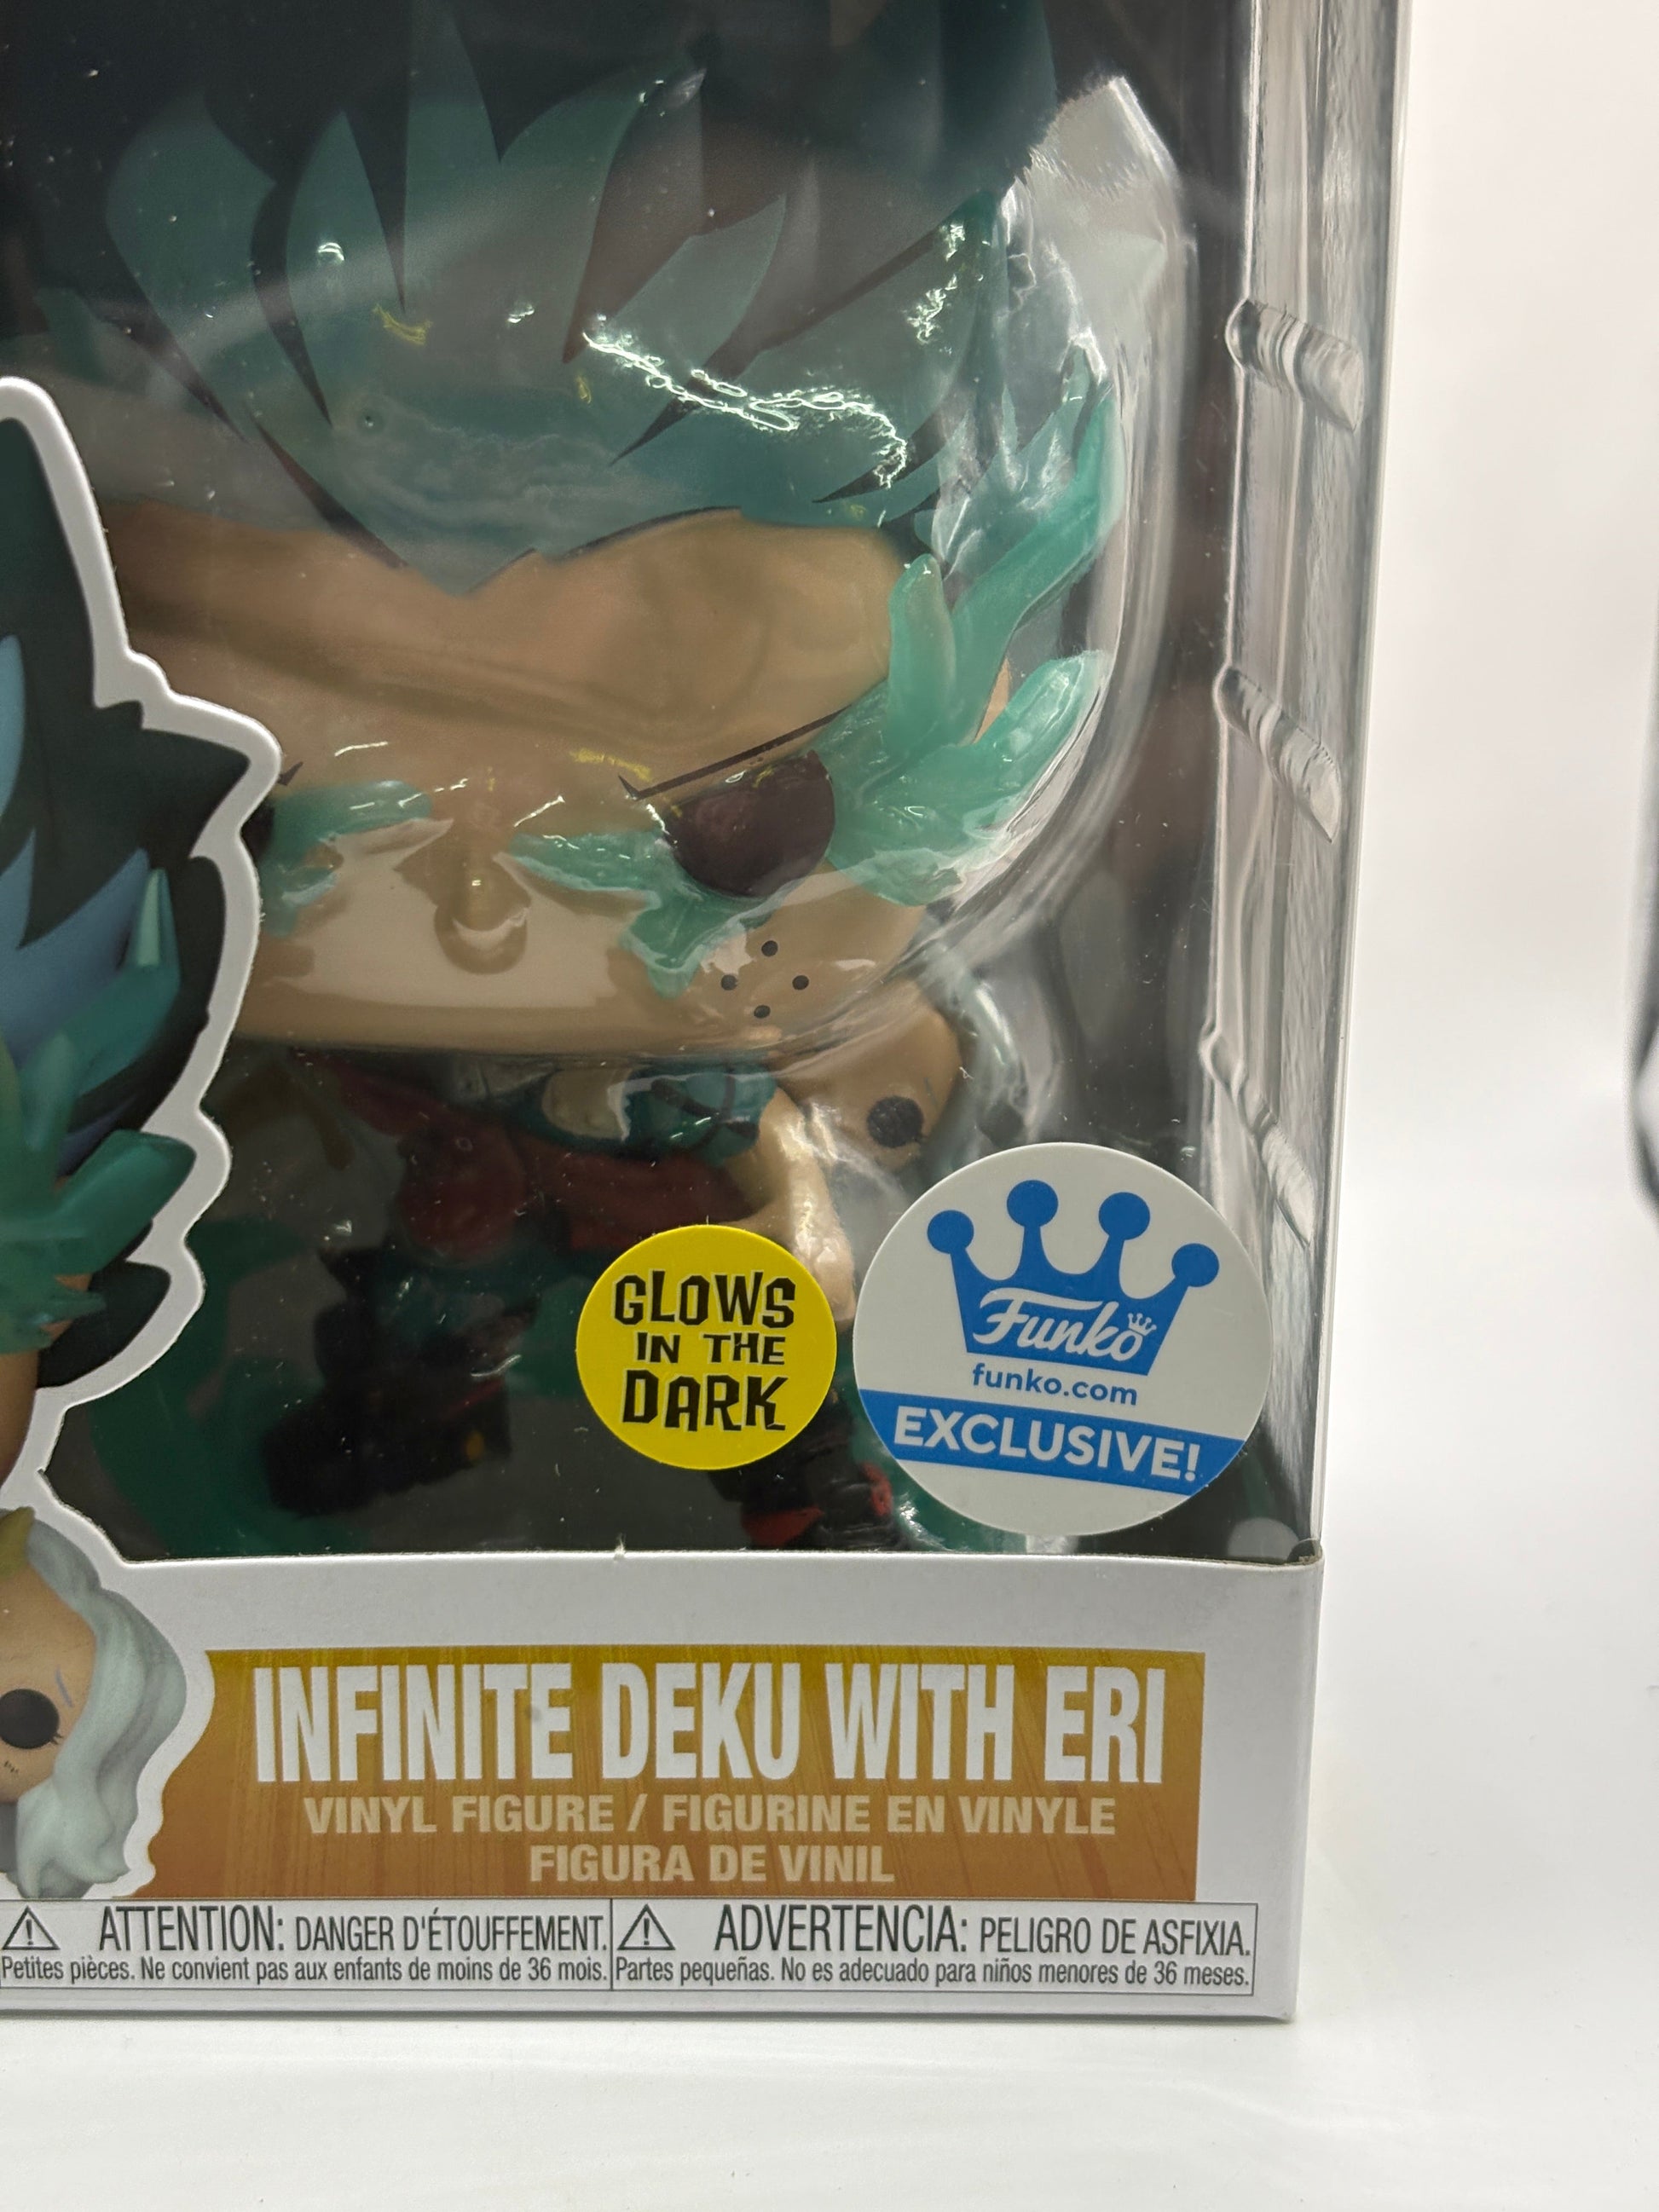 GLOWS
IN THE
DARK
Funko
funko.com
EXCLUSIVE!
INFINITE DEKU WITH ERI
VINYL FIGURE / FIGURINE EN VINYLE
FIGURA DE VINIL
ATTENTION: DANGER D'ÉTOUFFEMENT.
Petites pièces. Ne convient pas aux enfants de moins de 36 mois.
ADVERTENCIA: PELIGRO DE ASFIXIA.
Partes pequeñas. No es adecuado para niños menores de 36 meses.